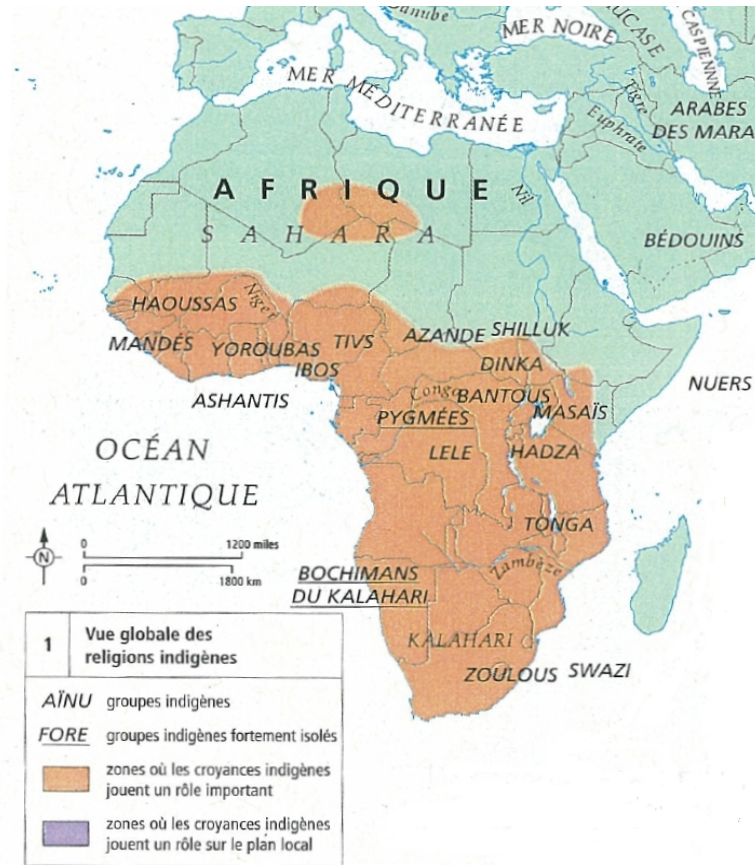 Danube
MER NOIRE
CAUCASE
CASPIENNE
MER MÉDITERRANÉE
Tigre
Euphrate
ARABES
DES MARA
AFRIQUE
Nil
SAHARA
BÉDOUINS
HAOUSSAS
Niger
MANDÉS
YOROUBAS
TIVS
IBOS
AZANDE
SHILLUK
DINKA
NUERS
ASHANTIS
Congo
BANTOUS
MASAÏS
PYGMÉES
LELE
HADZA
OCÉAN
ATLANTIQUE
TONGA
N
0 1200 miles
0 1800 km
Zambèze
BOCHIMANS
DU KALAHARI
KALAHARI
ZOULOUS
SWAZI
1
Vue globale des
religions indigènes
AÏNU groupes indigènes
FORE groupes indigènes fortement isolés
zones où les croyances indigènes
jouent un rôle important
zones où les croyances indigènes
jouent un rôle sur le plan local